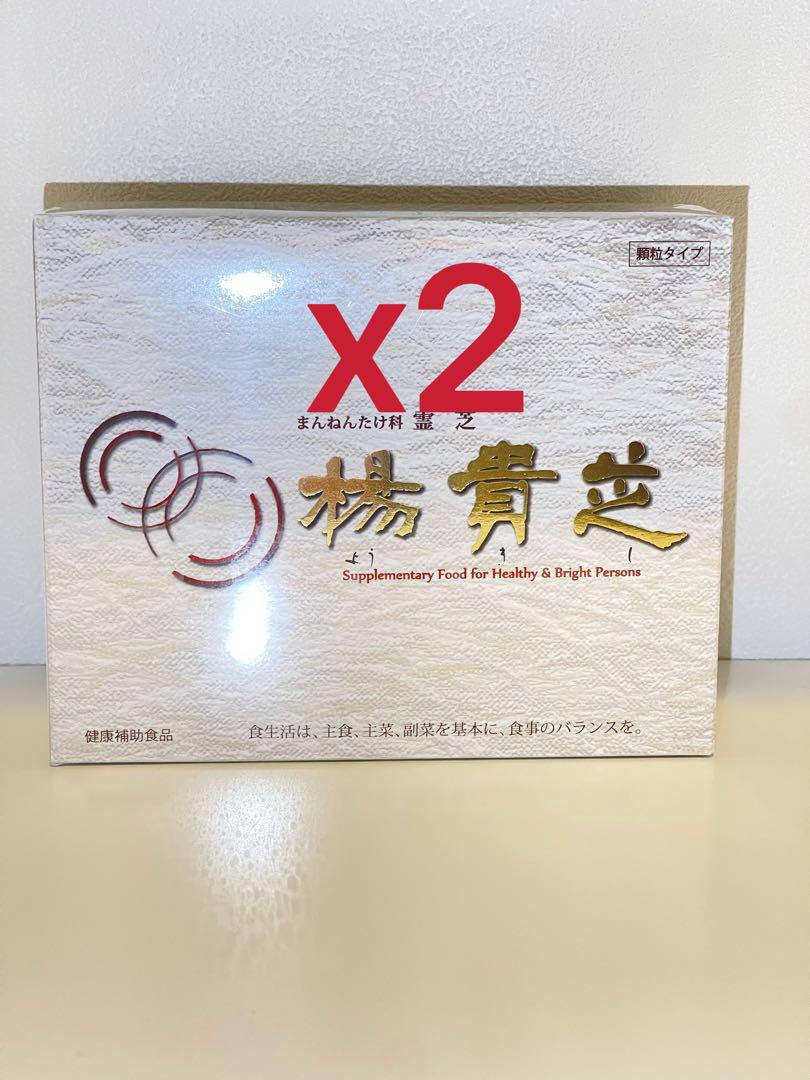 顆粒タイプ
x2
まんねんたけ科 霊 芝
楊貴芝
よう き し
Supplementary Food for Healthy & Bright Persons
健康補助食品
食生活は、主食、主菜、副菜を基本に、食事のバランスを。